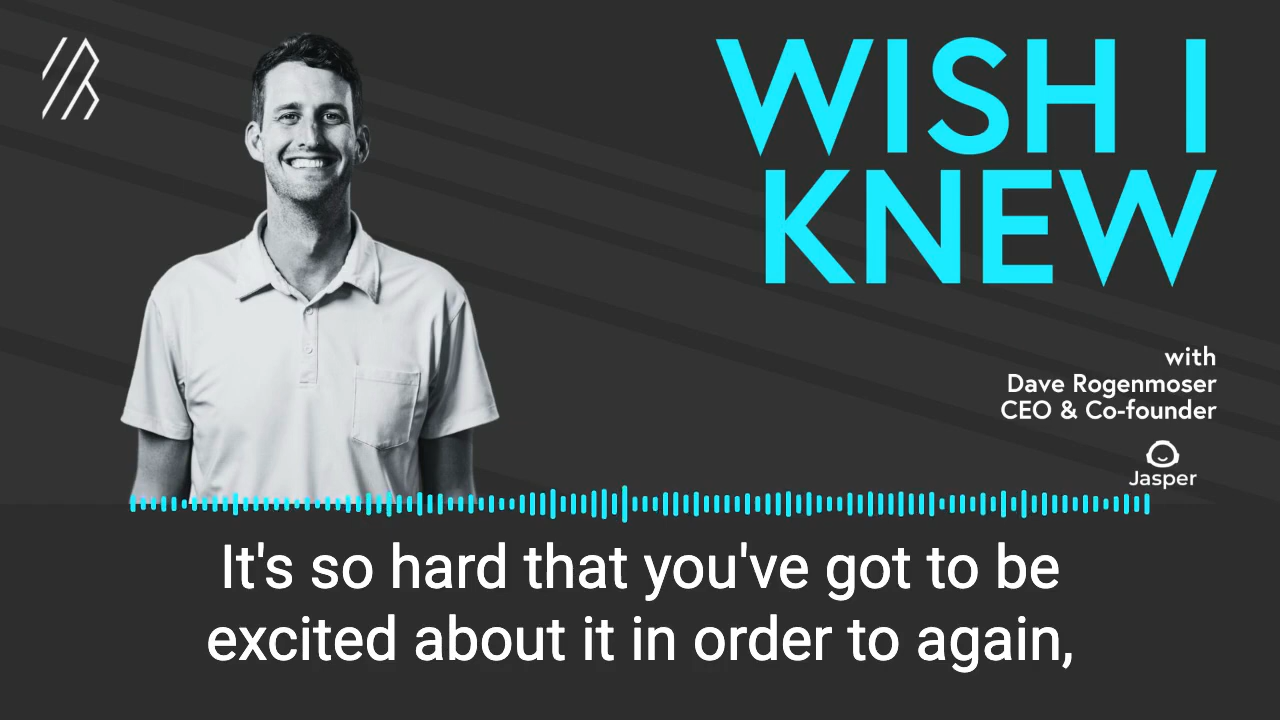 WISH I
KNEW
with
Dave Rogenmoser
CEO & Co-founder
Jasper
It's so hard that you've got to be
excited about it in order to again,